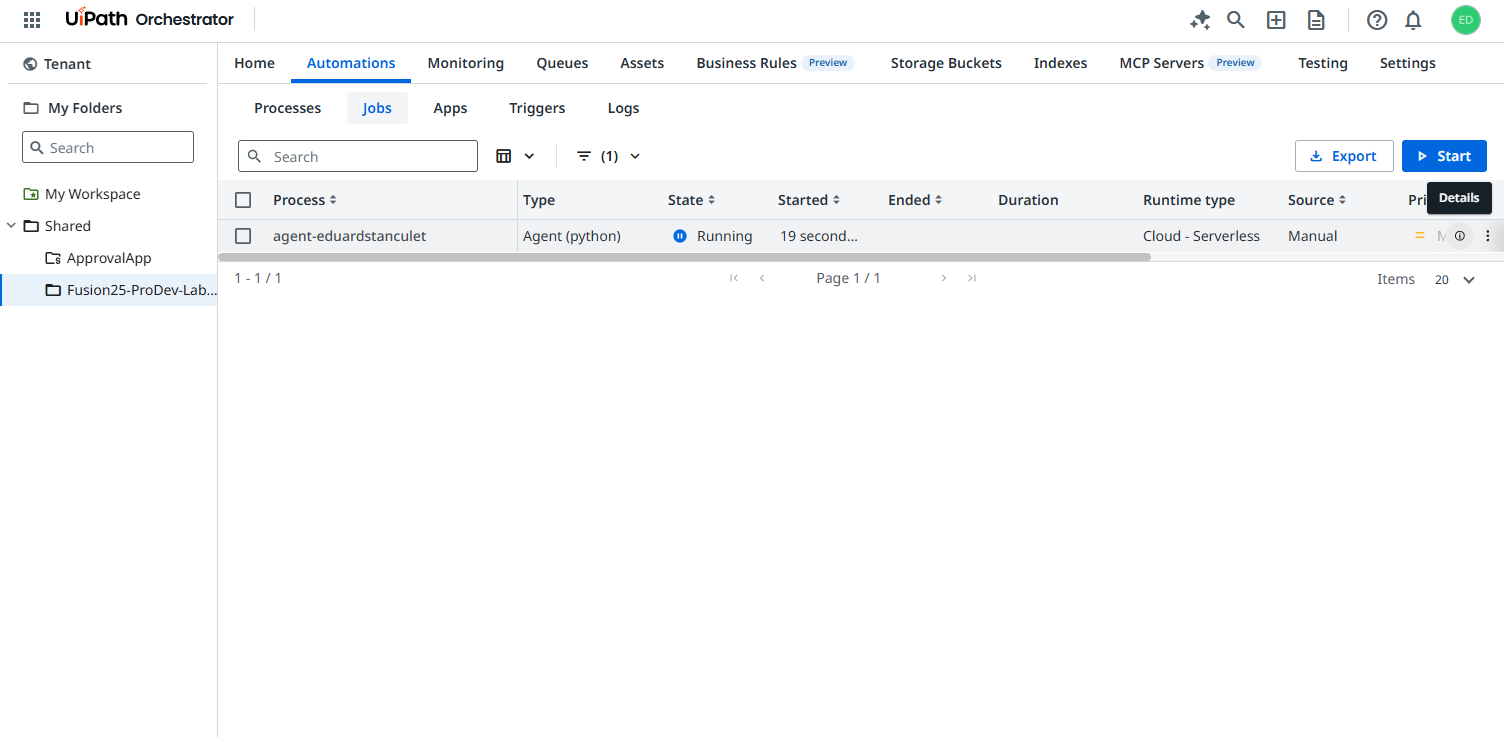 UiPath Orchestrator
ED
Tenant
My Folders
Search
My Workspace
Shared
ApprovalApp
Fusion25-ProDev-Lab...
Home Automations Monitoring Queues Assets Business Rules Preview Storage Buckets Indexes MCP Servers Preview Testing Settings
Processes Jobs Apps Triggers Logs
Search (1) Export Start
Process Type State Started Ended Duration Runtime type Source Pri
Details
agent-eduardstanculet Agent (python) Running 19 second... Cloud - Serverless Manual M
1 - 1 / 1 Page 1 / 1 Items 20